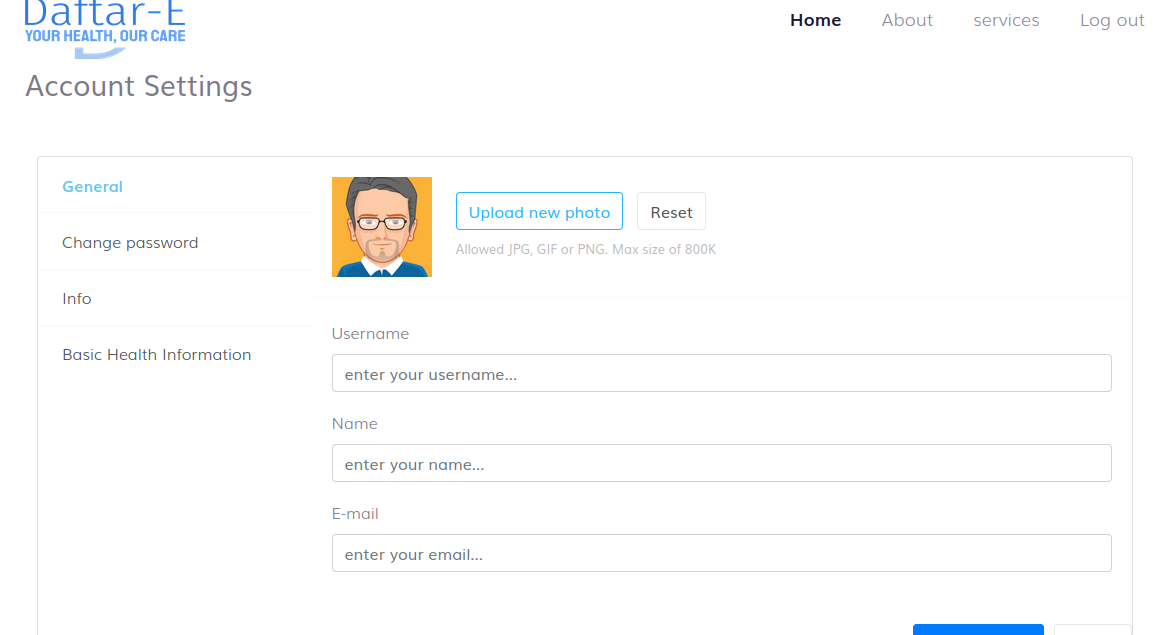 Daftar-E
YOUR HEALTH, OUR CARE
Home About services Log out
Account Settings
General
Change password
Info
Basic Health Information
Upload new photo Reset
Allowed JPG, GIF or PNG. Max size of 800K
Username
enter your username...
Name
enter your name...
E-mail
enter your email...